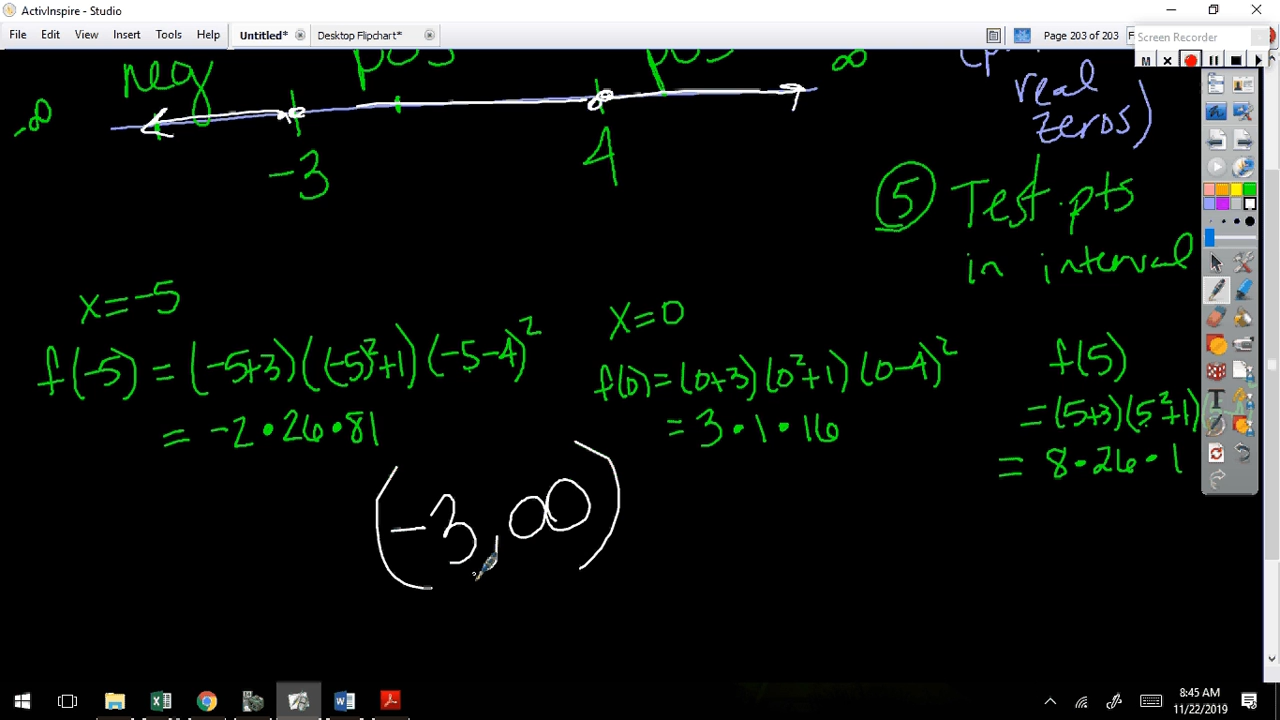 ActivInspire - Studio
File Edit View Insert Tools Help Untitled* Desktop Flipchart* Page 203 of 203
Screen Recorder
neg pos pos ∞
-∞
-3 4
real
zeros)
⑤ Test pts
in interval
x=-5
f(-5) = (-5+3)((-5)²+1)(-5-4)²
= -2•26•81
x=0
f(0)=(0+3)(0²+1)(0-4)²
= 3•1•16
f(5)
=(5+3)(5²+1)
= 8•26•1
(-3,∞)
8:45 AM
11/22/2019